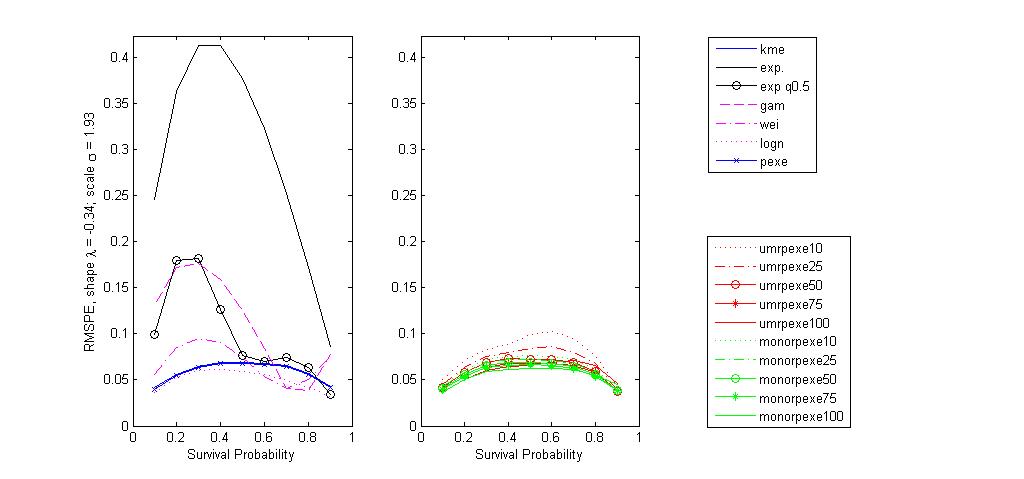 RMSPE, shape λ = -0.34; scale σ = 1.93
0.4
0.35
0.3
0.25
0.2
0.15
0.1
0.05
0
0 0.2 0.4 0.6 0.8 1
Survival Probability
0.4
0.35
0.3
0.25
0.2
0.15
0.1
0.05
0
0 0.2 0.4 0.6 0.8 1
Survival Probability
kme
exp.
exp q0.5
gam
wei
logn
pexe
umrpexe10
umrpexe25
umrpexe50
umrpexe75
umrpexe100
monorpexe10
monorpexe25
monorpexe50
monorpexe75
monorpexe100